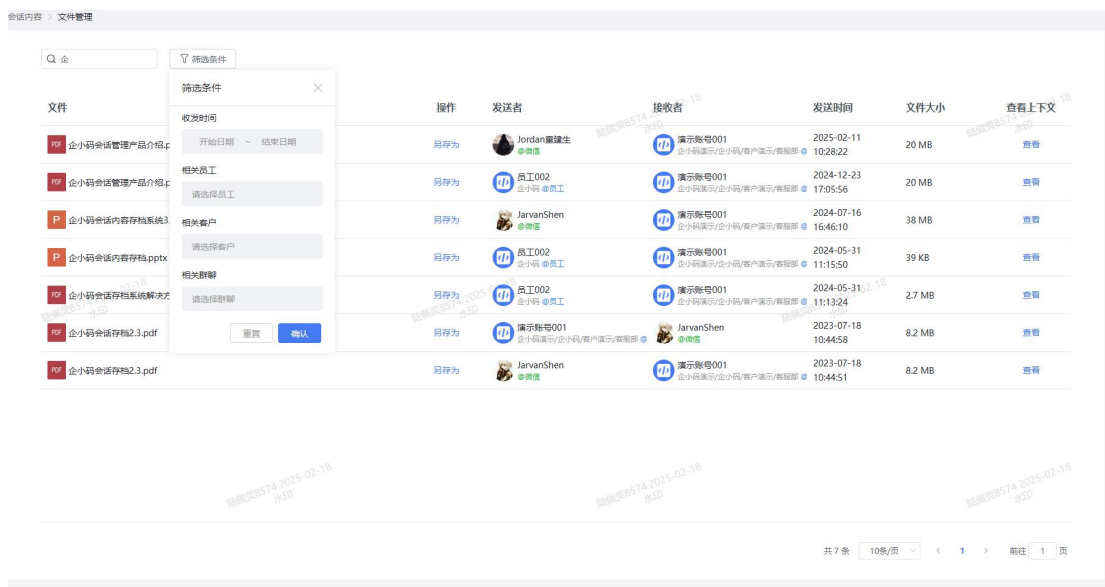 会话内容 > 文件管理
企
筛选条件
筛选条件
收发时间
开始日期 ~ 结束日期
相关员工
请选择员工
相关客户
请选择客户
相关群聊
请选择群聊
重置 确认
文件 操作 发送者 接收者 发送时间 文件大小 查看上下文
PDF 企小码会话管理产品介绍.p 另存为 Jordan童建生 @微信 演示账号001 企小码演示/企小码/客户演示/客服部 @ 2025-02-11 10:28:22 20 MB 查看
PDF 企小码会话管理产品介绍.p 另存为 员工002 企小码 @员工 演示账号001 企小码演示/企小码/客户演示/客服部 @ 2024-12-23 17:05:56 20 MB 查看
P 企小码会话内容存档系统3. 另存为 JarvanShen @微信 演示账号001 企小码演示/企小码/客户演示/客服部 @ 2024-07-16 16:46:10 38 MB 查看
P 企小码会话内容存档.pptx 另存为 员工002 企小码 @员工 演示账号001 企小码演示/企小码/客户演示/客服部 @ 2024-05-31 11:15:50 39 KB 查看
PDF 企小码会话存档系统解决方 另存为 员工002 企小码 @员工 演示账号001 企小码演示/企小码/客户演示/客服部 @ 2024-05-31 11:13:24 2.7 MB 查看
PDF 企小码会话存档2.3.pdf 另存为 演示账号001 企小码演示/企小码/客户演示/客服部 @ JarvanShen @微信 2023-07-18 10:44:58 8.2 MB 查看
PDF 企小码会话存档2.3.pdf 另存为 JarvanShen @微信 演示账号001 企小码演示/企小码/客户演示/客服部 @ 2023-07-18 10:44:51 8.2 MB 查看
8574 2025-02-18
水印
8574 2025-02-18
水印
8574 2025-02-18
水印
共 7 条 10条/页 < 1 > 前往 1 页